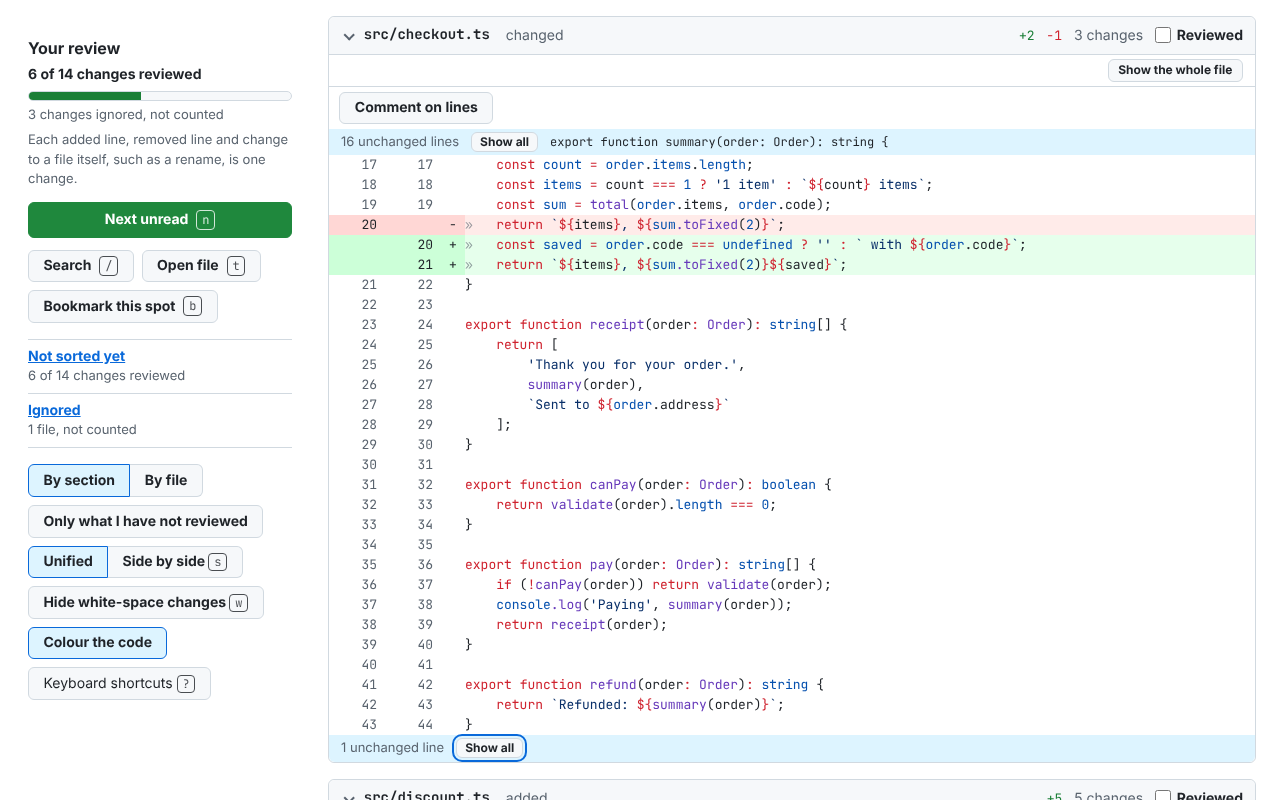 Your review
6 of 14 changes reviewed
3 changes ignored, not counted
Each added line, removed line and change
to a file itself, such as a rename, is one
change.
Next unread n
Search / Open file t
Bookmark this spot b
Not sorted yet
6 of 14 changes reviewed
Ignored
1 file, not counted
By section By file
Only what I have not reviewed
Unified Side by side s
Hide white-space changes w
Colour the code
Keyboard shortcuts ?
src/checkout.ts changed +2 -1 3 changes Reviewed
Show the whole file
Comment on lines
16 unchanged lines Show all export function summary(order: Order): string {
17 17 const count = order.items.length;
18 18 const items = count === 1 ? '1 item' : `${count} items`;
19 19 const sum = total(order.items, order.code);
20 - » return `${items}, ${sum.toFixed(2)}`;
20 + » const saved = order.code === undefined ? '' : ` with ${order.code}`;
21 + » return `${items}, ${sum.toFixed(2)}${saved}`;
21 22 }
22 23
23 24 export function receipt(order: Order): string[] {
24 25 return [
25 26 'Thank you for your order.',
26 27 summary(order),
27 28 `Sent to ${order.address}`
28 29 ];
29 30 }
30 31
31 32 export function canPay(order: Order): boolean {
32 33 return validate(order).length === 0;
33 34 }
34 35
35 36 export function pay(order: Order): string[] {
36 37 if (!canPay(order)) return validate(order);
37 38 console.log('Paying', summary(order));
38 39 return receipt(order);
39 40 }
40 41
41 42 export function refund(order: Order): string {
42 43 return `Refunded: ${summary(order)}`;
43 44 }
1 unchanged line Show all
src/discount.ts added +5 5 changes Reviewed